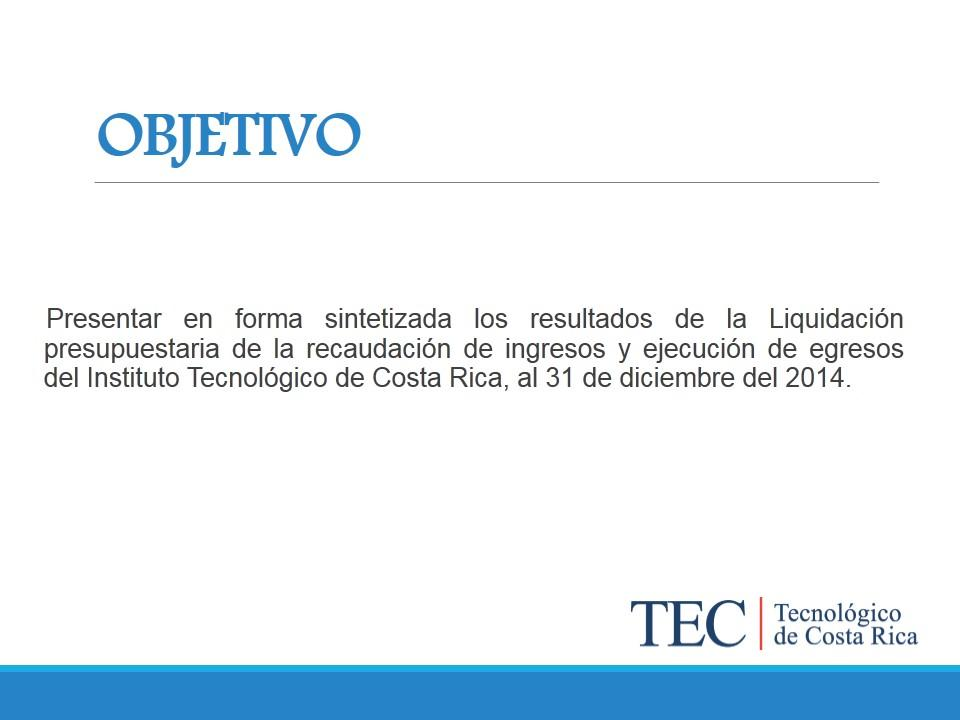 OBJETIVO
Presentar en forma sintetizada los resultados de la Liquidación
presupuestaria de la recaudación de ingresos y ejecución de egresos
del Instituto Tecnológico de Costa Rica, al 31 de diciembre del 2014.
TEC
Tecnológico
de Costa Rica